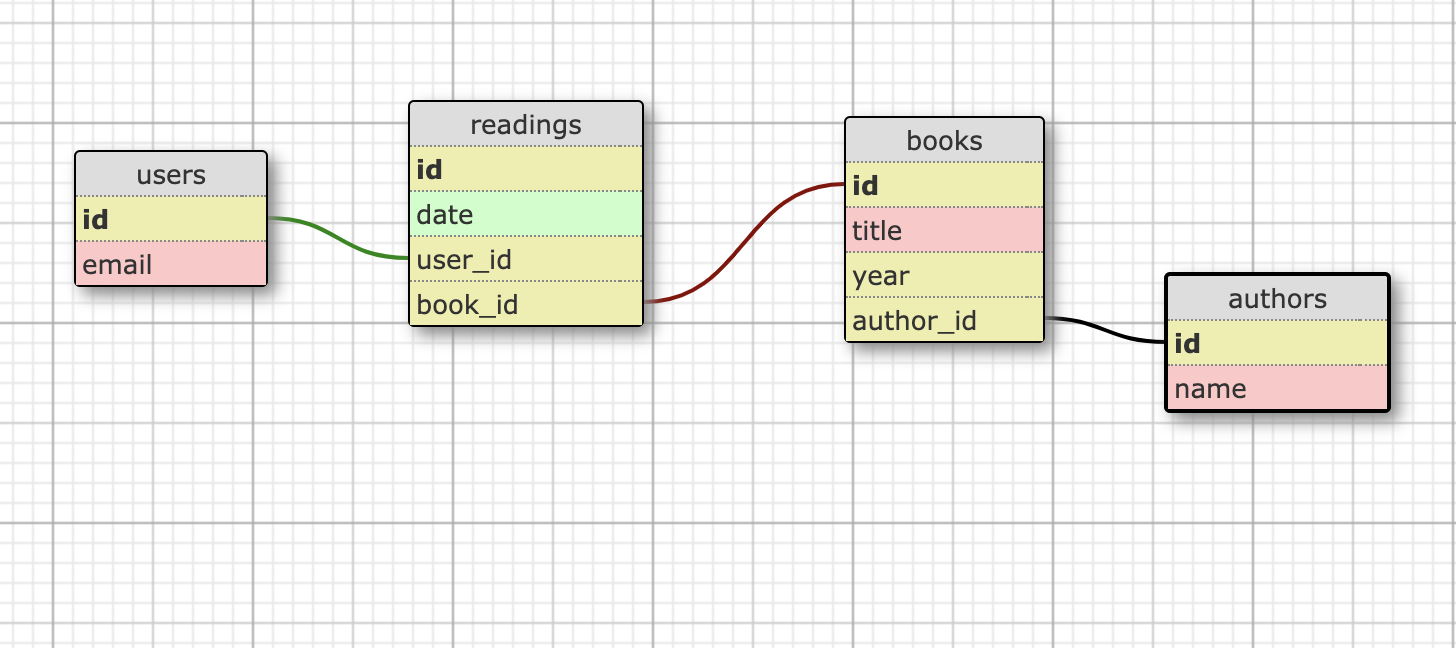 users
id
email
readings
id
date
user_id
book_id
books
id
title
year
author_id
authors
id
name